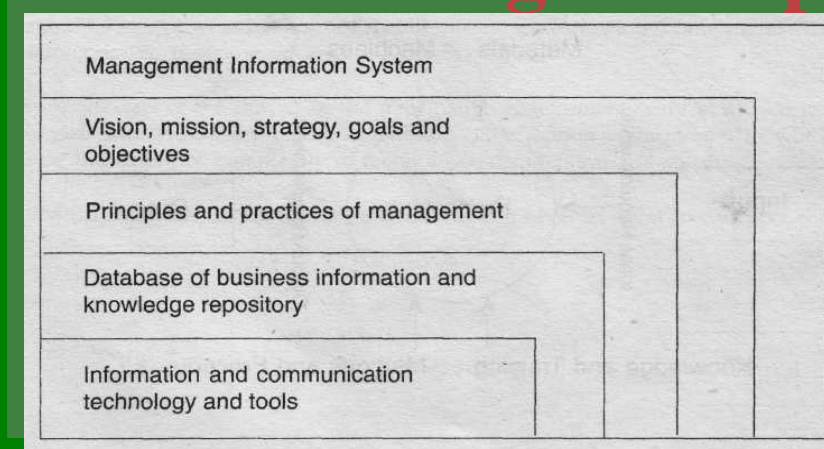 Management Information System
Vision, mission, strategy, goals and
objectives
Principles and practices of management
Database of business information and
knowledge repository
Information and communication
technology and tools